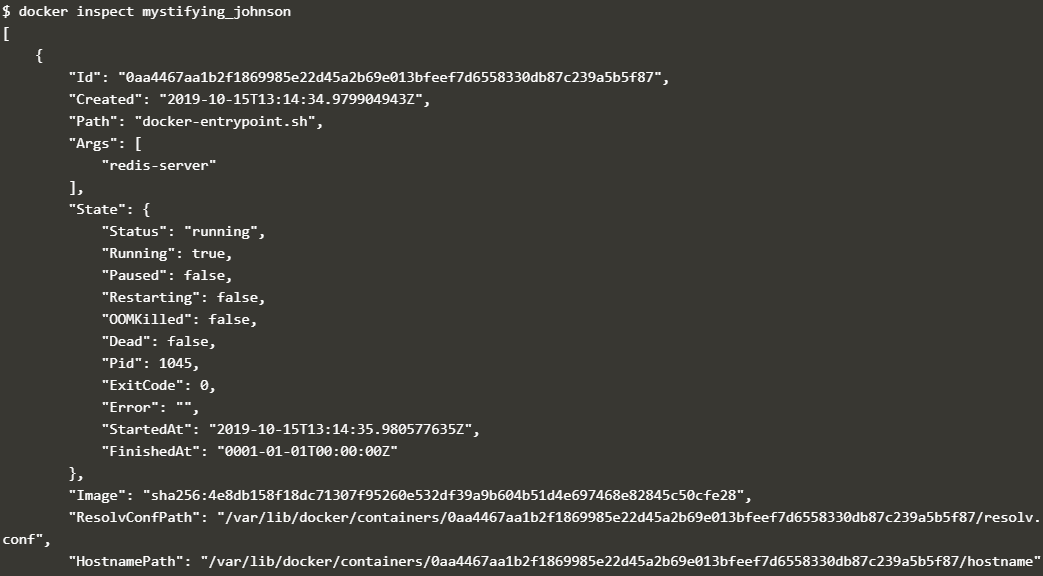 $ docker inspect mystifying_johnson
[
    {
        "Id": "0aa4467aa1b2f1869985e22d45a2b69e013bfeef7d6558330db87c239a5b5f87",
        "Created": "2019-10-15T13:14:34.979904943Z",
        "Path": "docker-entrypoint.sh",
        "Args": [
            "redis-server"
        ],
        "State": {
            "Status": "running",
            "Running": true,
            "Paused": false,
            "Restarting": false,
            "OOMKilled": false,
            "Dead": false,
            "Pid": 1045,
            "ExitCode": 0,
            "Error": "",
            "StartedAt": "2019-10-15T13:14:35.980577635Z",
            "FinishedAt": "0001-01-01T00:00:00Z"
        },
        "Image": "sha256:4e8db158f18dc71307f95260e532df39a9b604b51d4e697468e82845c50cfe28",
        "ResolvConfPath": "/var/lib/docker/containers/0aa4467aa1b2f1869985e22d45a2b69e013bfeef7d6558330db87c239a5b5f87/resolv.
conf",
        "HostnamePath": "/var/lib/docker/containers/0aa4467aa1b2f1869985e22d45a2b69e013bfeef7d6558330db87c239a5b5f87/hostname"